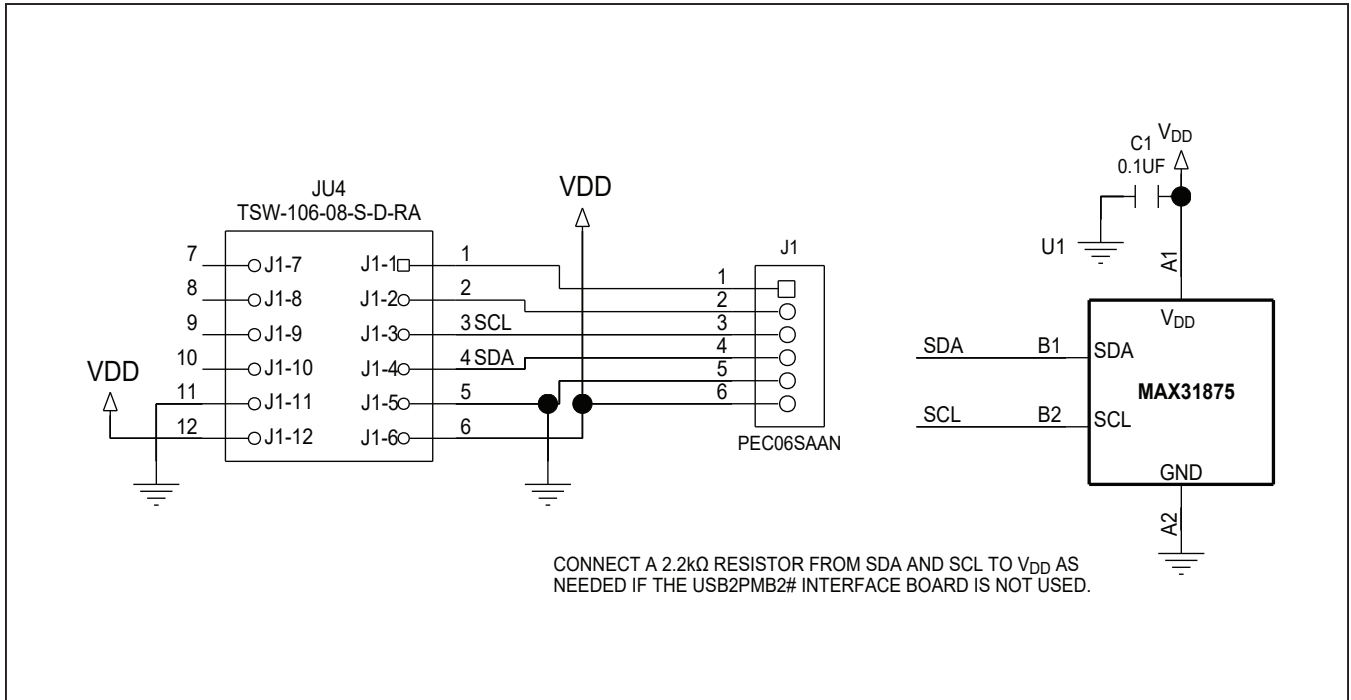 JU4
TSW-106-08-S-D-RA
7
J1-7
J1-1
1
8
J1-8
J1-2
2
9
J1-9
J1-3
3 SCL
10
J1-10
J1-4
4 SDA
11
J1-11
J1-5
5
12
J1-12
J1-6
6
VDD
VDD
J1
1
2
3
4
5
6
PEC06SAAN
C1
0.1UF
VDD
U1
A1
VDD
SDA
B1
SDA
MAX31875
SCL
B2
SCL
GND
A2
CONNECT A 2.2kΩ RESISTOR FROM SDA AND SCL TO VDD AS
NEEDED IF THE USB2PMB2# INTERFACE BOARD IS NOT USED.